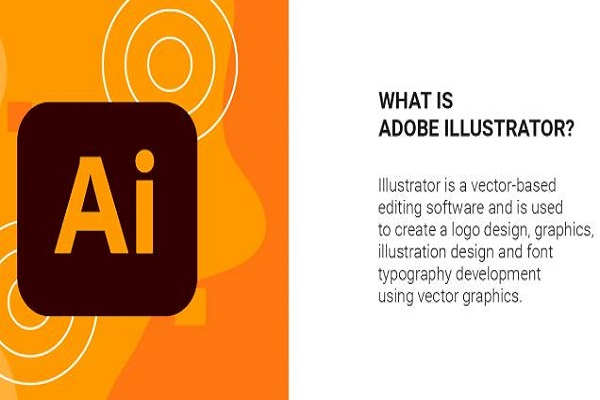 Ai
WHAT IS
ADOBE ILLUSTRATOR?
Illustrator is a vector-based
editing software and is used
to create a logo design, graphics,
illustration design and font
typography development
using vector graphics.